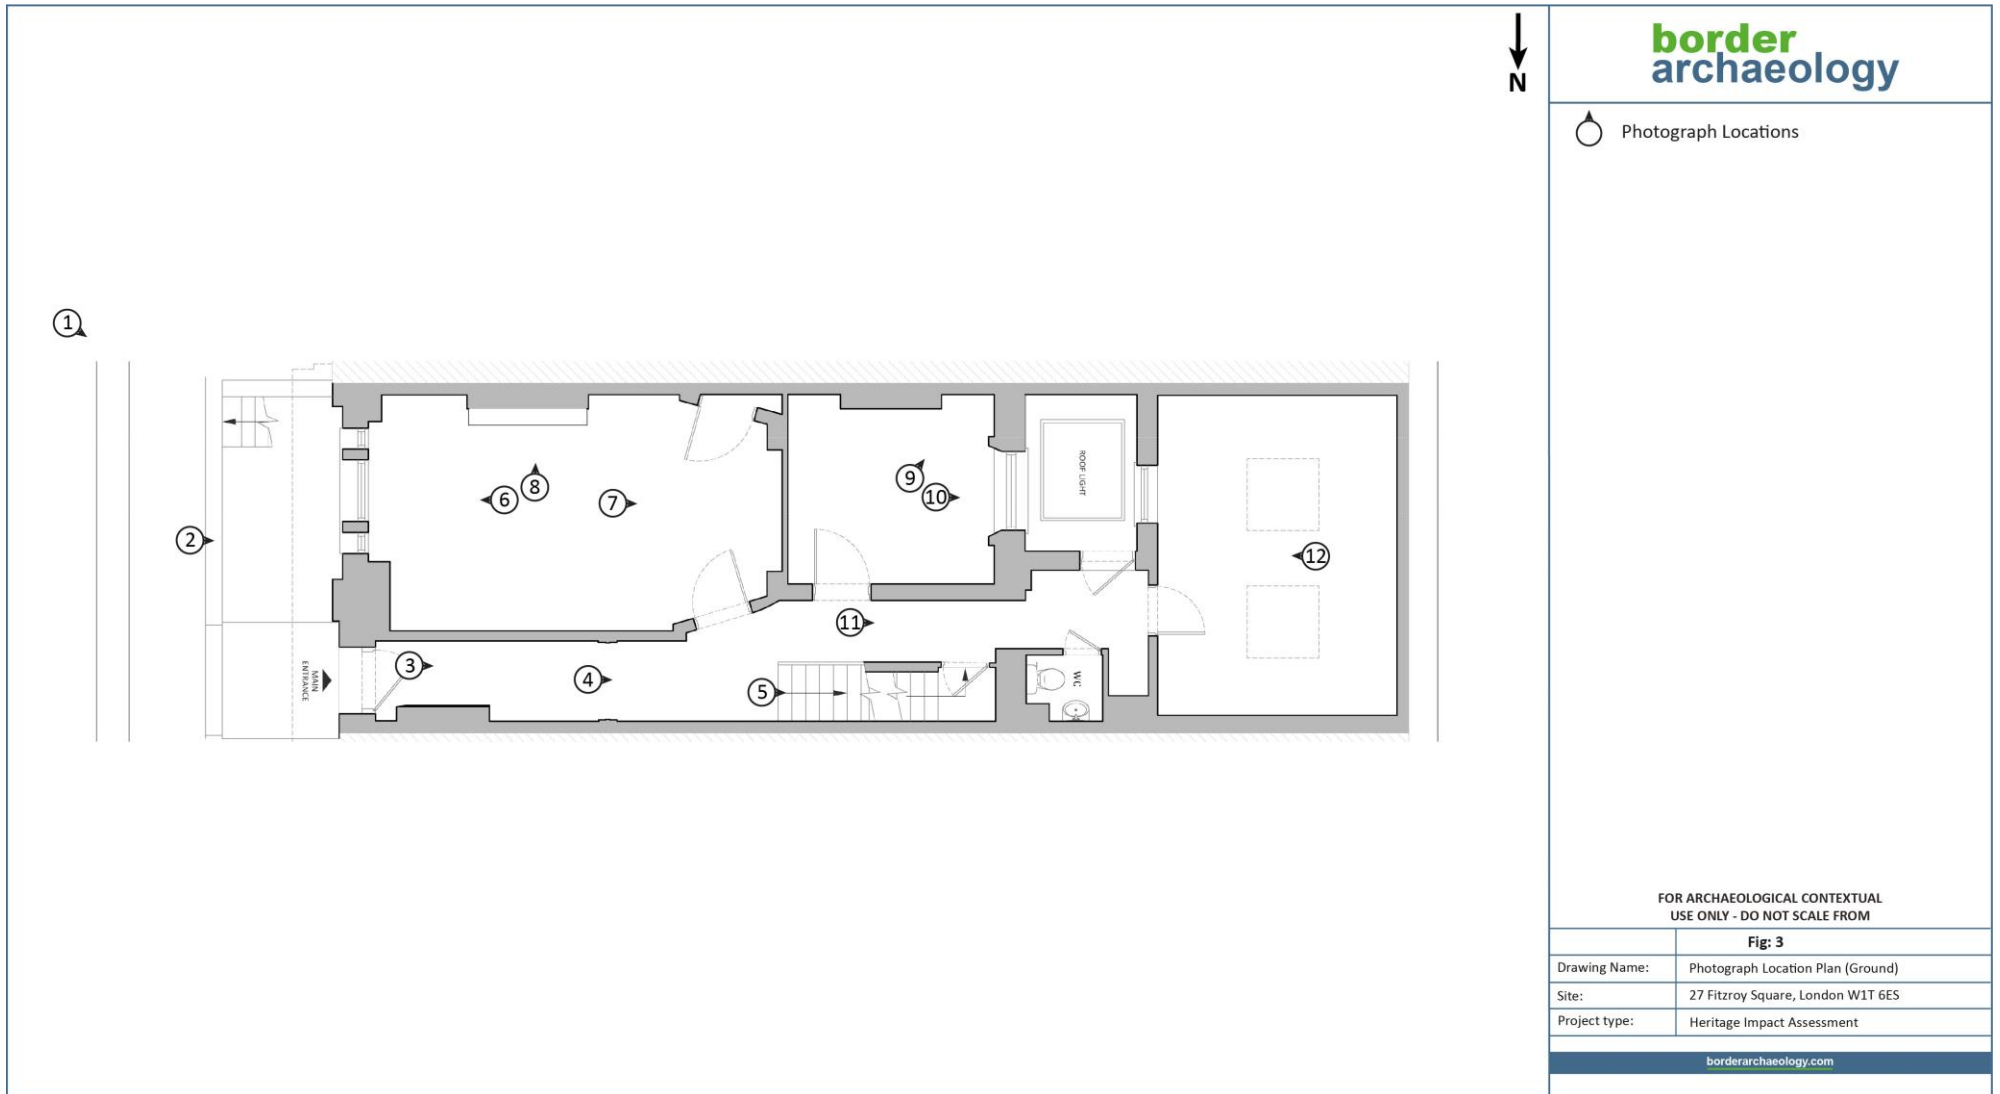 N
border
archaeology
Photograph Locations
1
2
3
4
5
6
7
8
9
10
11
12
MAIN
ENTRANCE
ROOF LIGHT
WC
FOR ARCHAEOLOGICAL CONTEXTUAL
USE ONLY - DO NOT SCALE FROM
Fig: 3
Drawing Name: Photograph Location Plan (Ground)
Site: 27 Fitzroy Square, London W1T 6ES
Project type: Heritage Impact Assessment
borderarchaeology.com